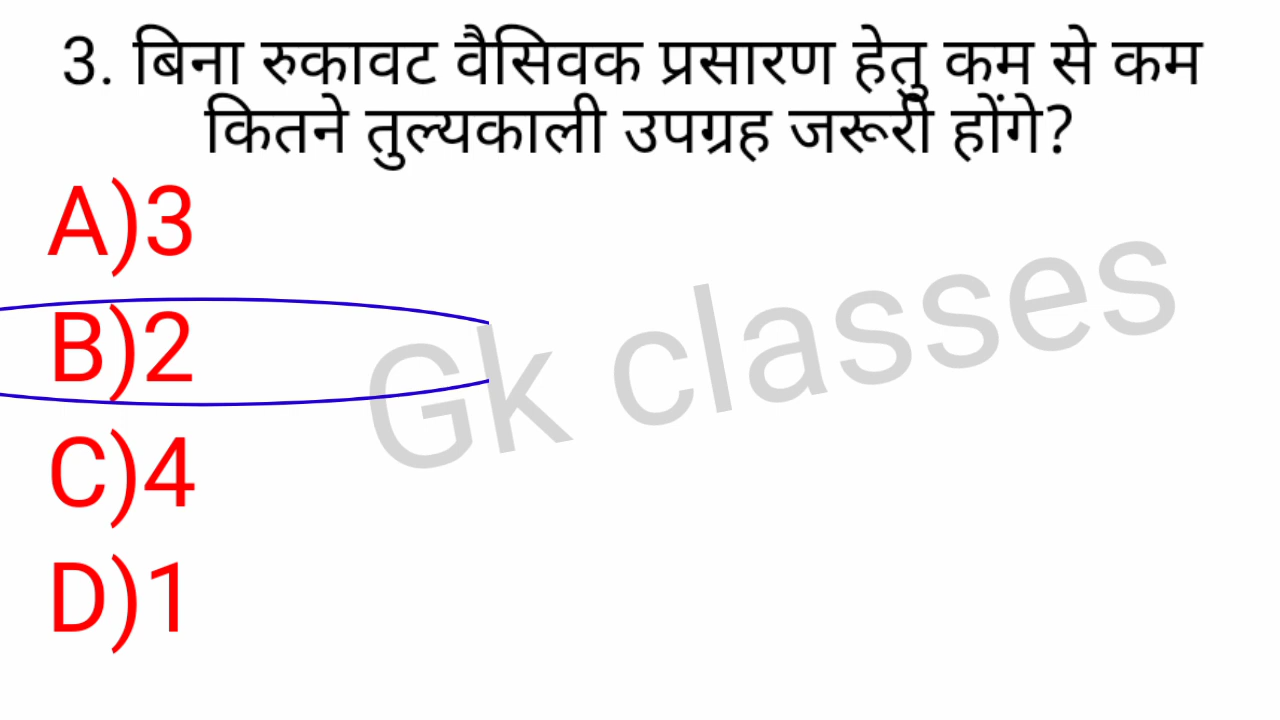 3. बिना रुकावट वैसिवक प्रसारण हेतु कम से कम
कितने तुल्यकाली उपग्रह जरूरी होंगे?
A)3
B)2
C)4
D)1
Gk classes